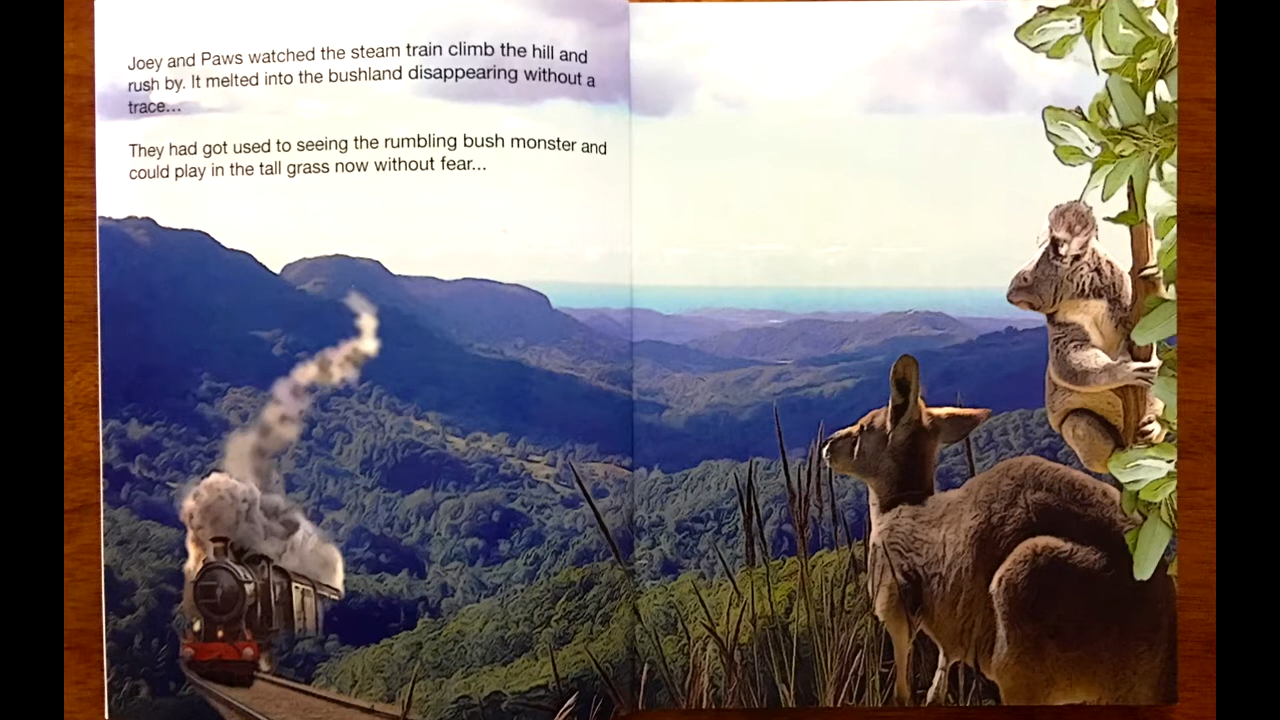 Joey and Paws watched the steam train climb the hill and
rush by. It melted into the bushland disappearing without a
trace...
They had got used to seeing the rumbling bush monster and
could play in the tall grass now without fear...